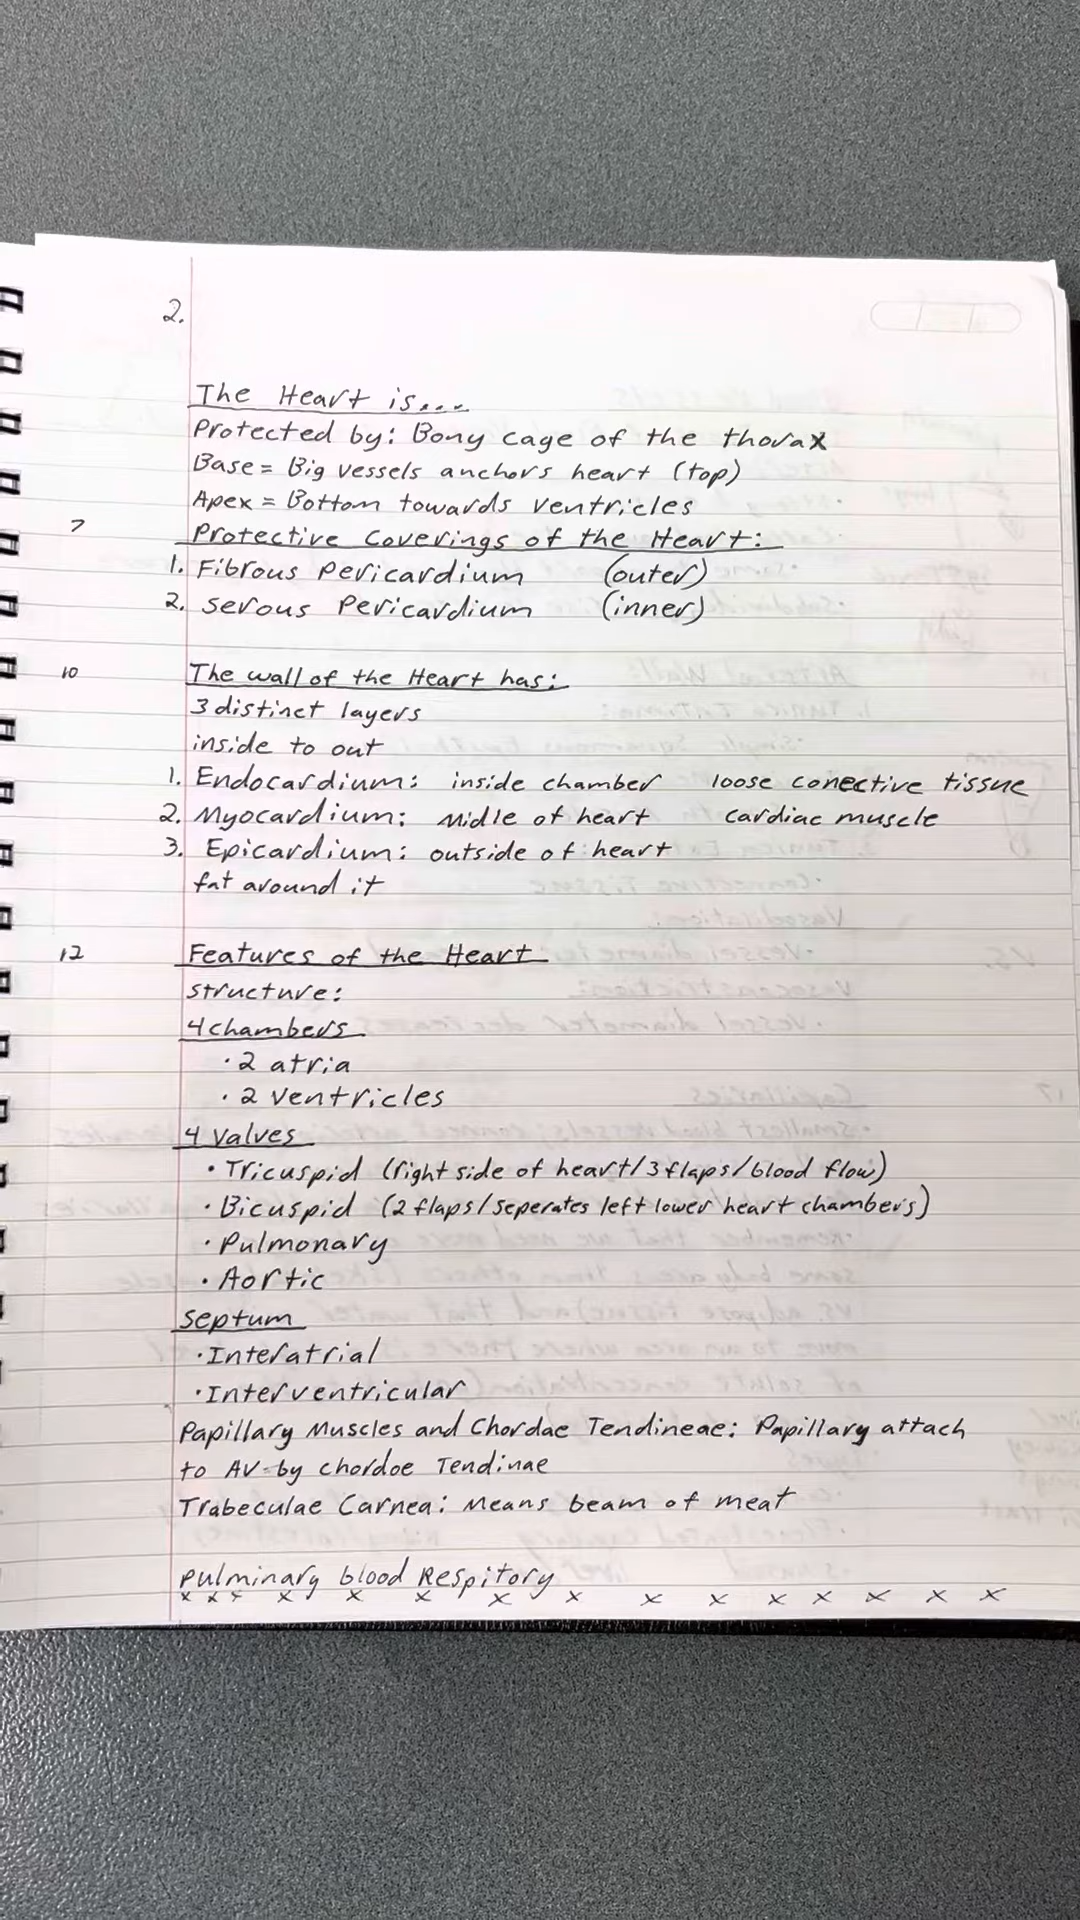 2.
The Heart is...
Protected by: Bony cage of the thorax
Base = Big vessels anchors heart (top)
Apex = Bottom towards ventricles
7 Protective Coverings of the Heart:
1. Fibrous pericardium (outer)
2. serous Pericardium (inner)
10 The wall of the Heart has:
3 distinct layers
inside to out
1. Endocardium: inside chamber loose conective tissue
2. Myocardium: Midle of heart cardiac muscle
3. Epicardium: outside of heart
fat around it
12 Features of the Heart
structure:
4 chambers
· 2 atria
· 2 ventricles
4 valves
· Tricuspid (right side of heart/3 flaps/blood flow)
· Bicuspid (2 flaps/seperates left lower heart chambers)
· Pulmonary
· Aortic
Septum
· Interatrial
· Interventricular
Papillary Muscles and Chordae Tendineae: Papillary attach
to AV-by chordoe Tendinae
Trabeculae Carnea: Means beam of meat
Pulminary blood Respitory
x x x x x x x x x x x x x x x